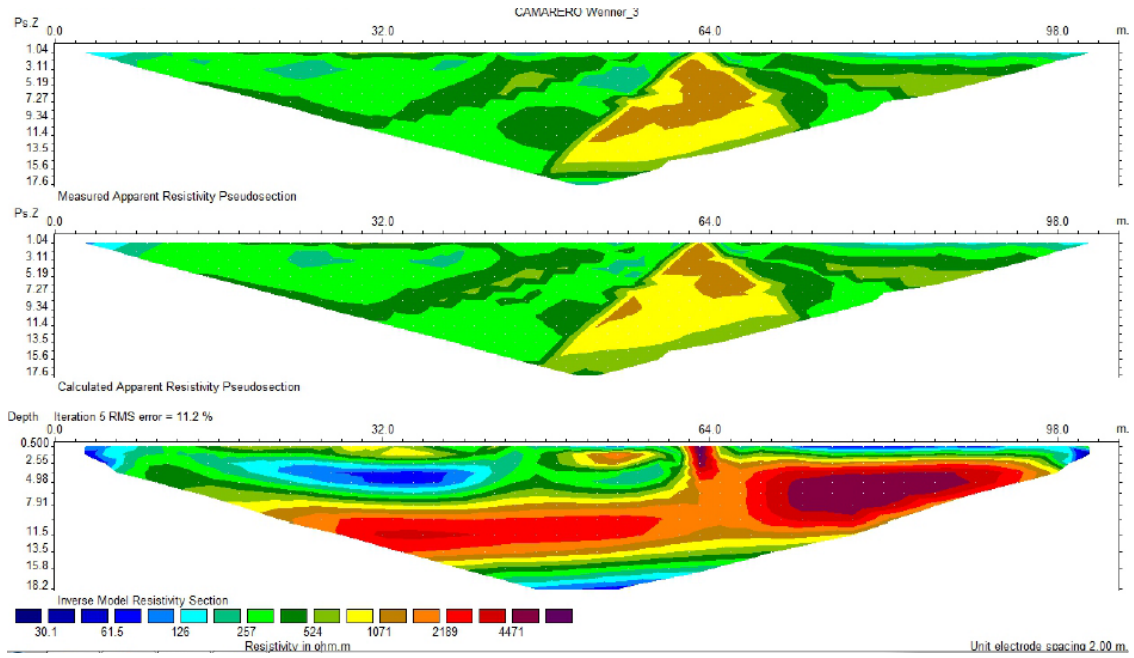 CAMARERO Wenner_3
Ps.Z 0.0 32.0 64.0 98.0 m.
1.04
3.11
5.19
7.27
9.34
11.4
13.5
15.6
17.6
Measured Apparent Resistivity Pseudosection
Ps.Z 0.0 32.0 64.0 98.0 m.
1.04
3.11
5.19
7.27
9.34
11.4
13.5
15.6
17.6
Calculated Apparent Resistivity Pseudosection
Depth Iteration 5 RMS error = 11.2 %
0.0 32.0 64.0 98.0 m.
0.500
2.55
4.98
7.91
11.5
13.5
15.8
18.2
Inverse Model Resistivity Section
30.1 61.5 126 257 524 1071 2189 4471
Resistivity in ohm.m
Unit electrode spacing 2.00 m.